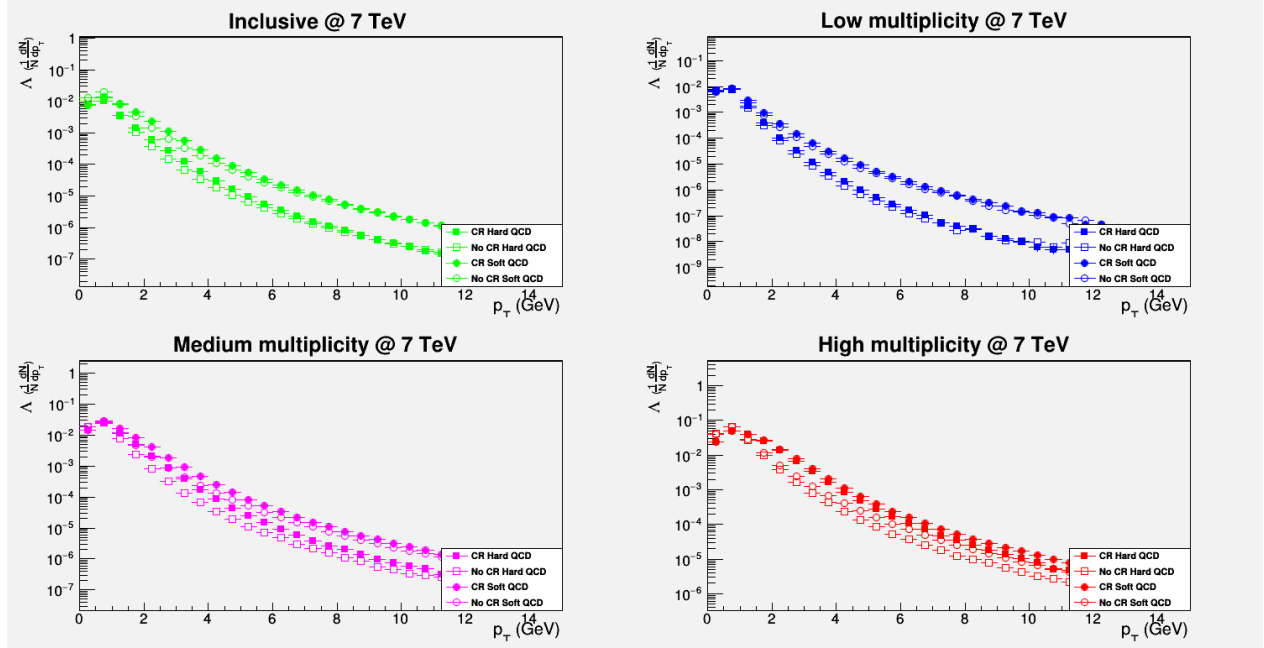 Inclusive @ 7 TeV
Λ (1/N dN/dp_T)
1
10^-1
10^-2
10^-3
10^-4
10^-5
10^-6
10^-7
CR Hard QCD
No CR Hard QCD
CR Soft QCD
No CR Soft QCD
0 2 4 6 8 10 12 14
p_T (GeV)
Low multiplicity @ 7 TeV
Λ (1/N dN/dp_T)
10^-1
10^-2
10^-3
10^-4
10^-5
10^-6
10^-7
10^-8
10^-9
CR Hard QCD
No CR Hard QCD
CR Soft QCD
No CR Soft QCD
0 2 4 6 8 10 12 14
p_T (GeV)
Medium multiplicity @ 7 TeV
Λ (1/N dN/dp_T)
1
10^-1
10^-2
10^-3
10^-4
10^-5
10^-6
10^-7
CR Hard QCD
No CR Hard QCD
CR Soft QCD
No CR Soft QCD
0 2 4 6 8 10 12 14
p_T (GeV)
High multiplicity @ 7 TeV
Λ (1/N dN/dp_T)
1
10^-1
10^-2
10^-3
10^-4
10^-5
10^-6
CR Hard QCD
No CR Hard QCD
CR Soft QCD
No CR Soft QCD
0 2 4 6 8 10 12 14
p_T (GeV)